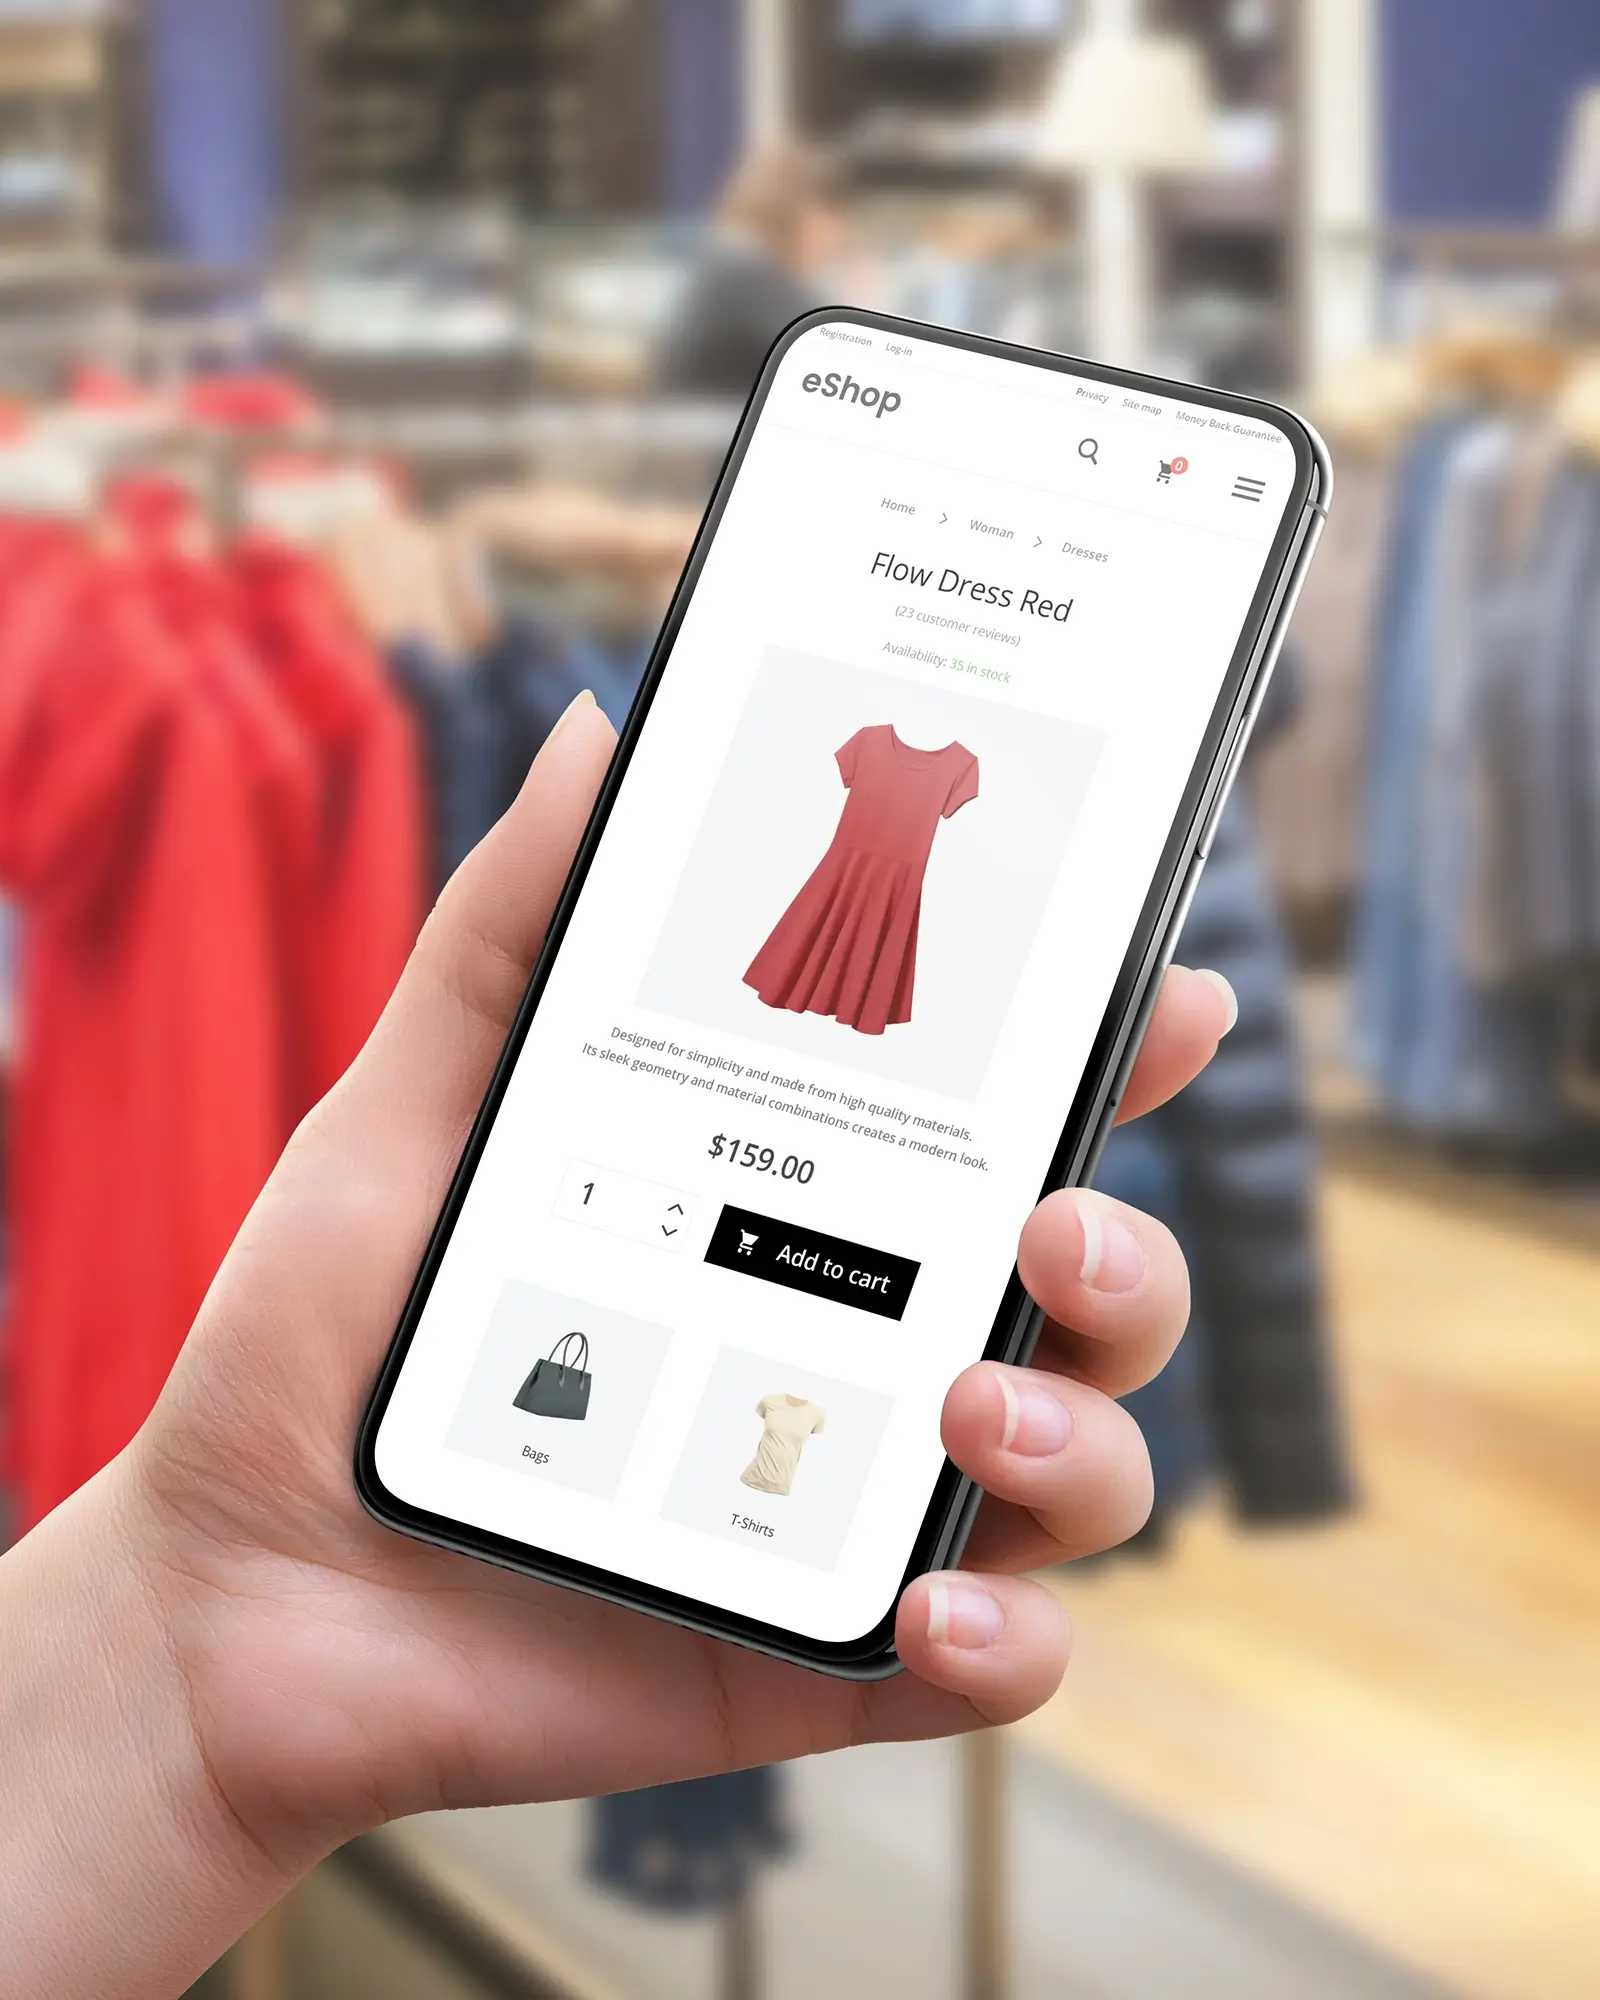 Registration Log-in
Privacy Site map Money Back Guarantee
eShop
0
Home > Woman > Dresses
Flow Dress Red
(23 customer reviews)
Availability: 35 in stock
Designed for simplicity and made from high quality materials.
Its sleek geometry and material combinations creates a modern look.
$159.00
1
Add to cart
Bags
T-Shirts